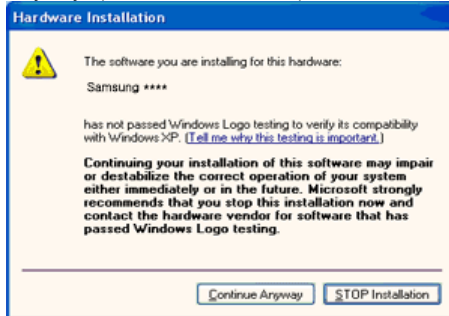 Hardware Installation
The software you are installing for this hardware:
Samsung ****
has not passed Windows Logo testing to verify its compatibility
with Windows XP. (Tell me why this testing is important.)
Continuing your installation of this software may impair
or destabilize the correct operation of your system
either immediately or in the future. Microsoft strongly
recommends that you stop this installation now and
contact the hardware vendor for software that has
passed Windows Logo testing.
Continue Anyway STOP Installation